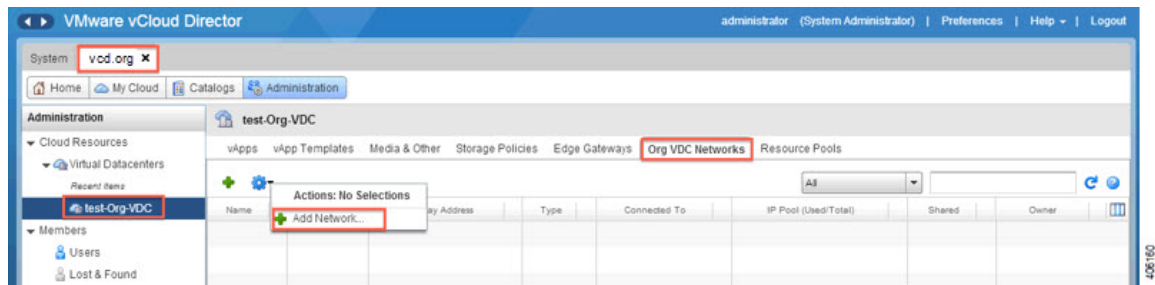 VMware vCloud Director
administrator (System Administrator) | Preferences | Help | Logout
System vcd.org ×
Home My Cloud Catalogs Administration
Administration
test-Org-VDC
Cloud Resources
vApps vApp Templates Media & Other Storage Policies Edge Gateways Org VDC Networks Resource Pools
Virtual Datacenters
Recent items
All
Actions: No Selections
test-Org-VDC
Name ay Address Type Connected To IP Pool (Used/Total) Shared Owner
Add Network...
Members
Users
Lost & Found
406160